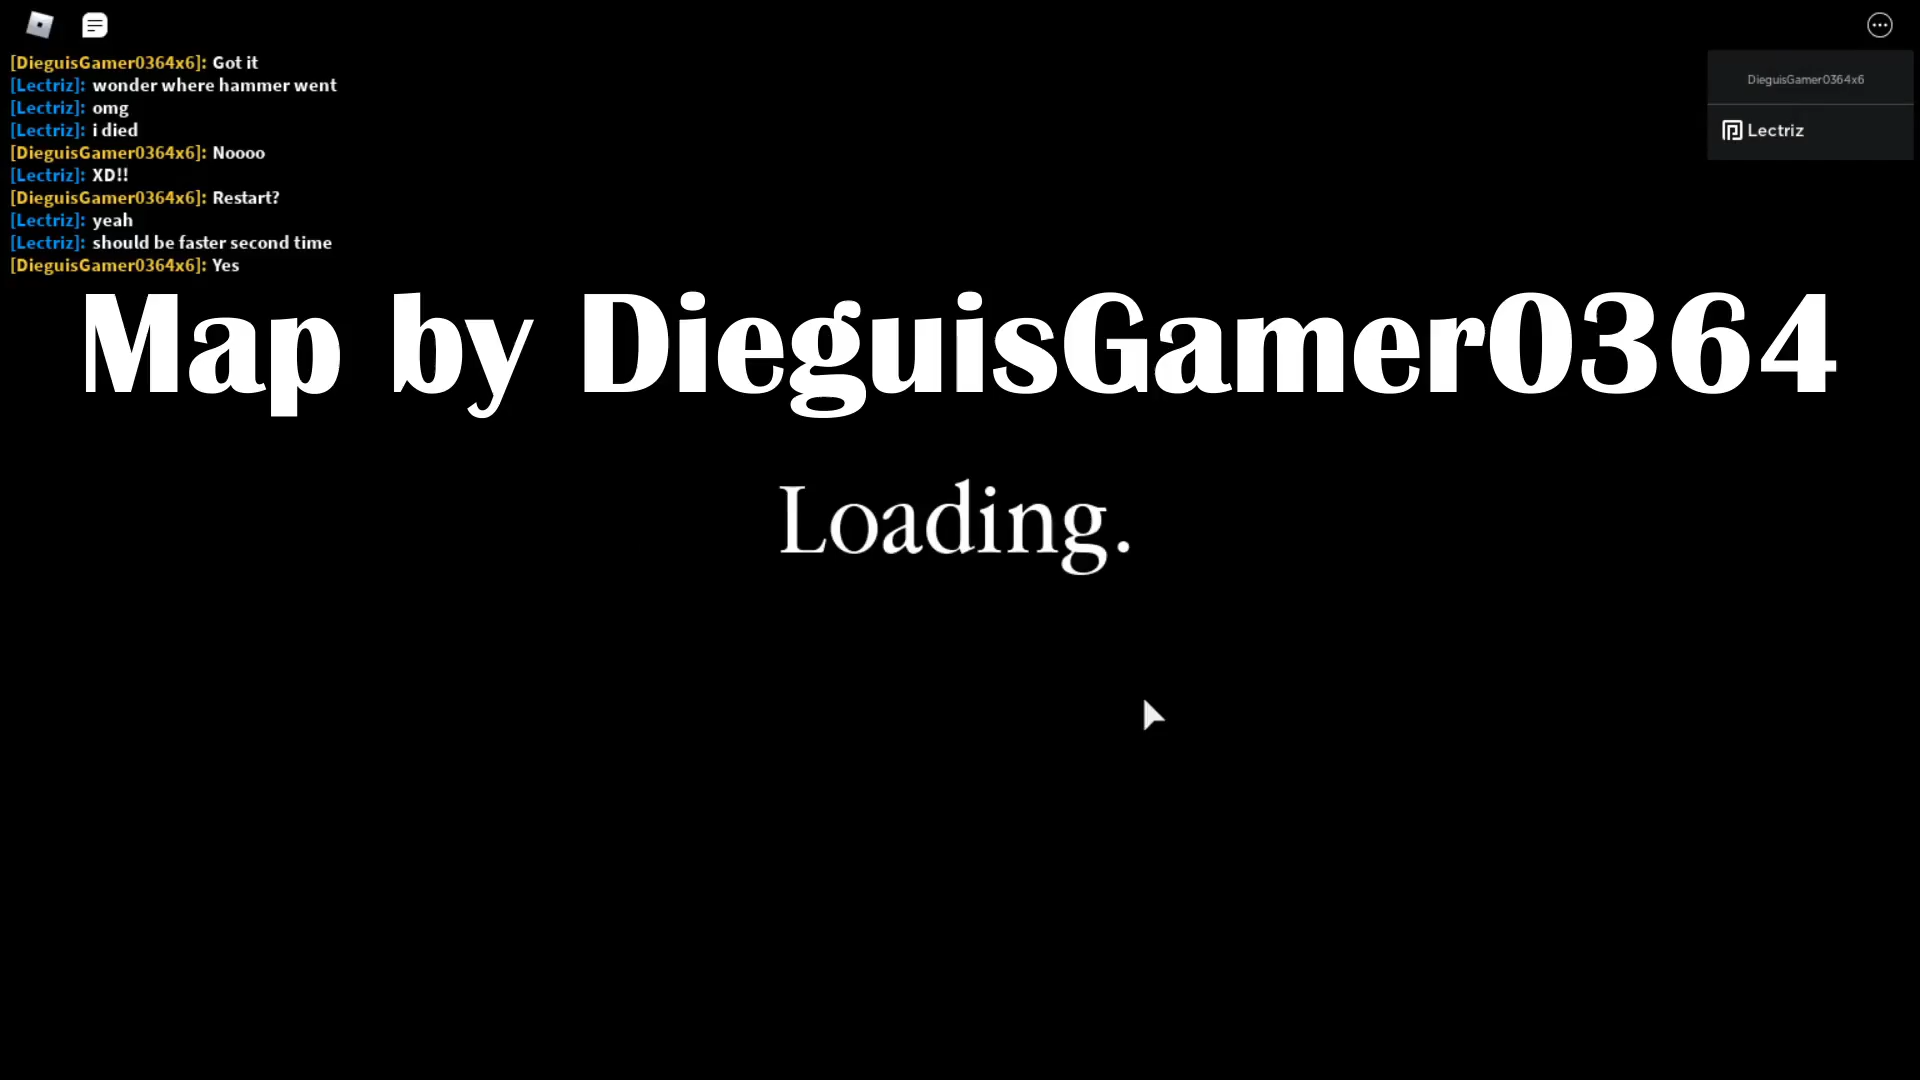 [DieguisGamer0364x6]: Got it
[Lectriz]: wonder where hammer went
[Lectriz]: omg
[Lectriz]: i died
[DieguisGamer0364x6]: Noooo
[Lectriz]: XD!!
[DieguisGamer0364x6]: Restart?
[Lectriz]: yeah
[Lectriz]: should be faster second time
[DieguisGamer0364x6]: Yes
DieguisGamer0364x6
Lectriz
Map by DieguisGamer0364
Loading.